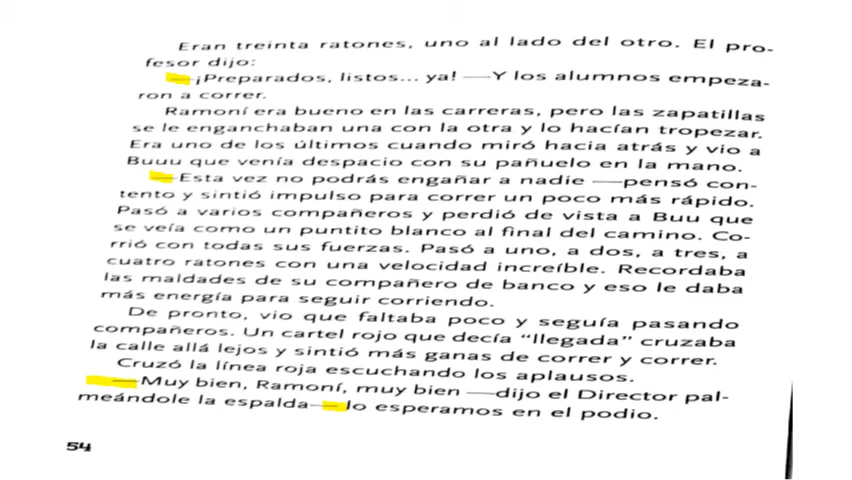 Eran treinta ratones, uno al lado del otro. El pro-
fesor dijo:
—¡Preparados, listos... ya! —Y los alumnos empeza-
ron a correr.
Ramoní era bueno en las carreras, pero las zapatillas
se le enganchaban una con la otra y lo hacían tropezar.
Era uno de los últimos cuando miró hacia atrás y vio a
Buuu que venía despacio con su pañuelo en la mano.
—Esta vez no podrás engañar a nadie —pensó con-
tento y sintió impulso para correr un poco más rápido.
Pasó a varios compañeros y perdió de vista a Buu que
se veía como un puntito blanco al final del camino. Co-
rrió con todas sus fuerzas. Pasó a uno, a dos, a tres, a
cuatro ratones con una velocidad increíble. Recordaba
las maldades de su compañero de banco y eso le daba
más energía para seguir corriendo.
De pronto, vio que faltaba poco y seguía pasando
compañeros. Un cartel rojo que decía “llegada” cruzaba
la calle allá lejos y sintió más ganas de correr y correr.
Cruzó la línea roja escuchando los aplausos.
—Muy bien, Ramoní, muy bien —dijo el Director pal-
meándole la espalda— lo esperamos en el podio.
54